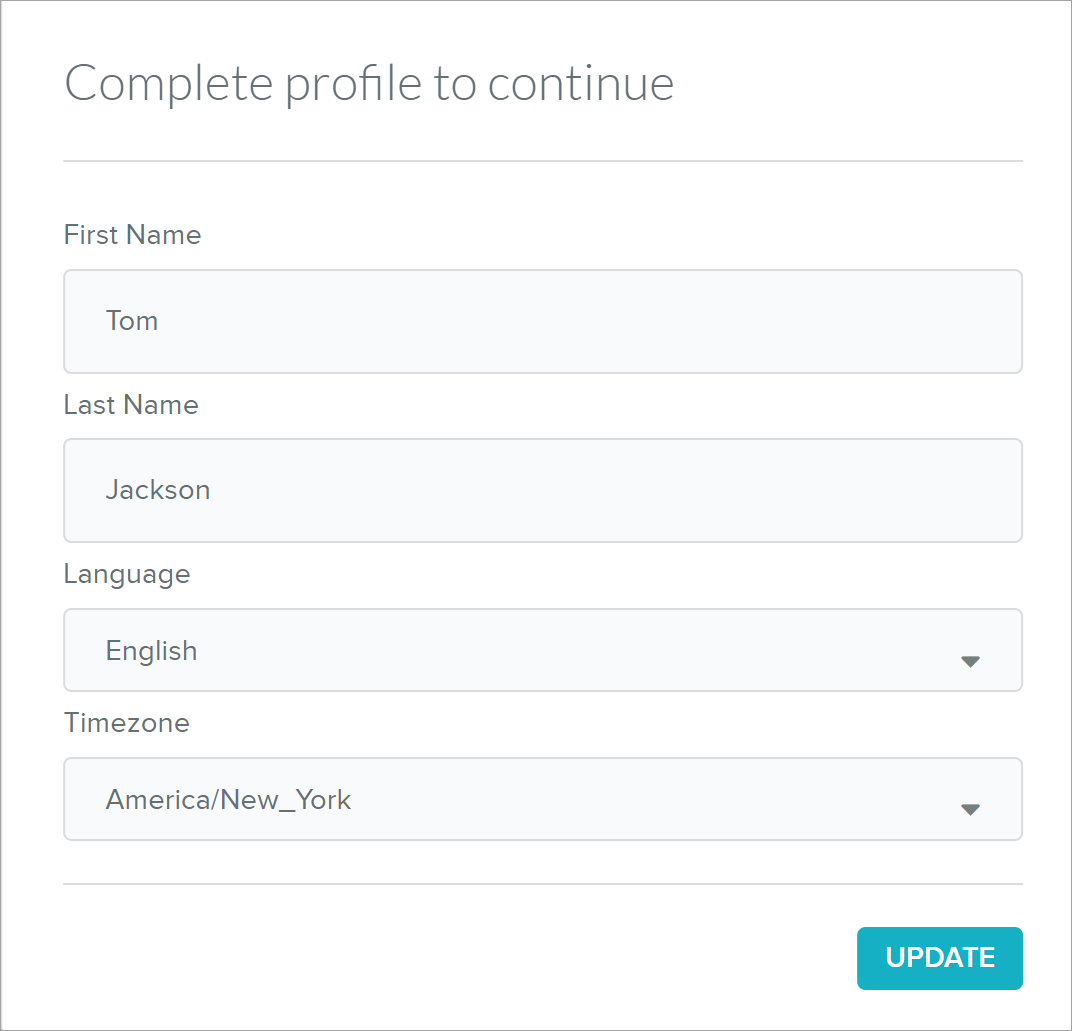 Complete profile to continue
First Name
Tom
Last Name
Jackson
Language
English
Timezone
America/New_York
UPDATE